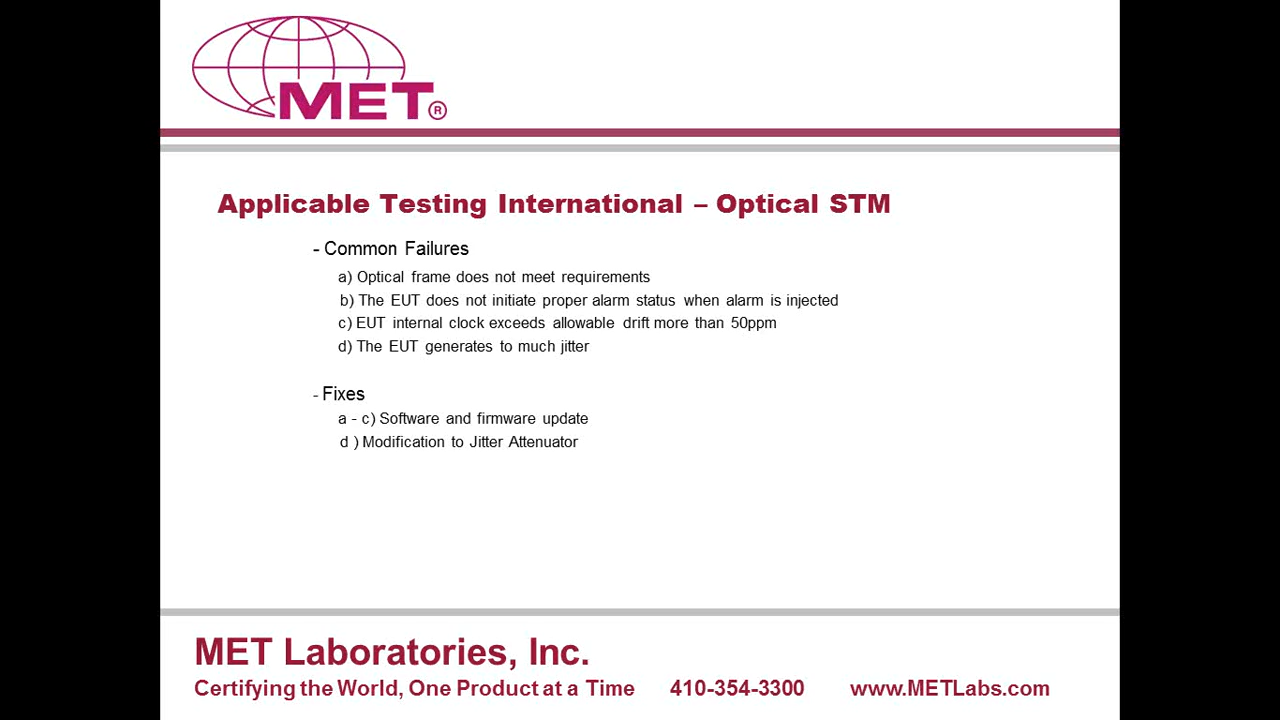 MET®
Applicable Testing International – Optical STM
- Common Failures
a) Optical frame does not meet requirements
b) The EUT does not initiate proper alarm status when alarm is injected
c) EUT internal clock exceeds allowable drift more than 50ppm
d) The EUT generates to much jitter
- Fixes
a - c) Software and firmware update
d ) Modification to Jitter Attenuator
MET Laboratories, Inc.
Certifying the World, One Product at a Time 410-354-3300 www.METLabs.com